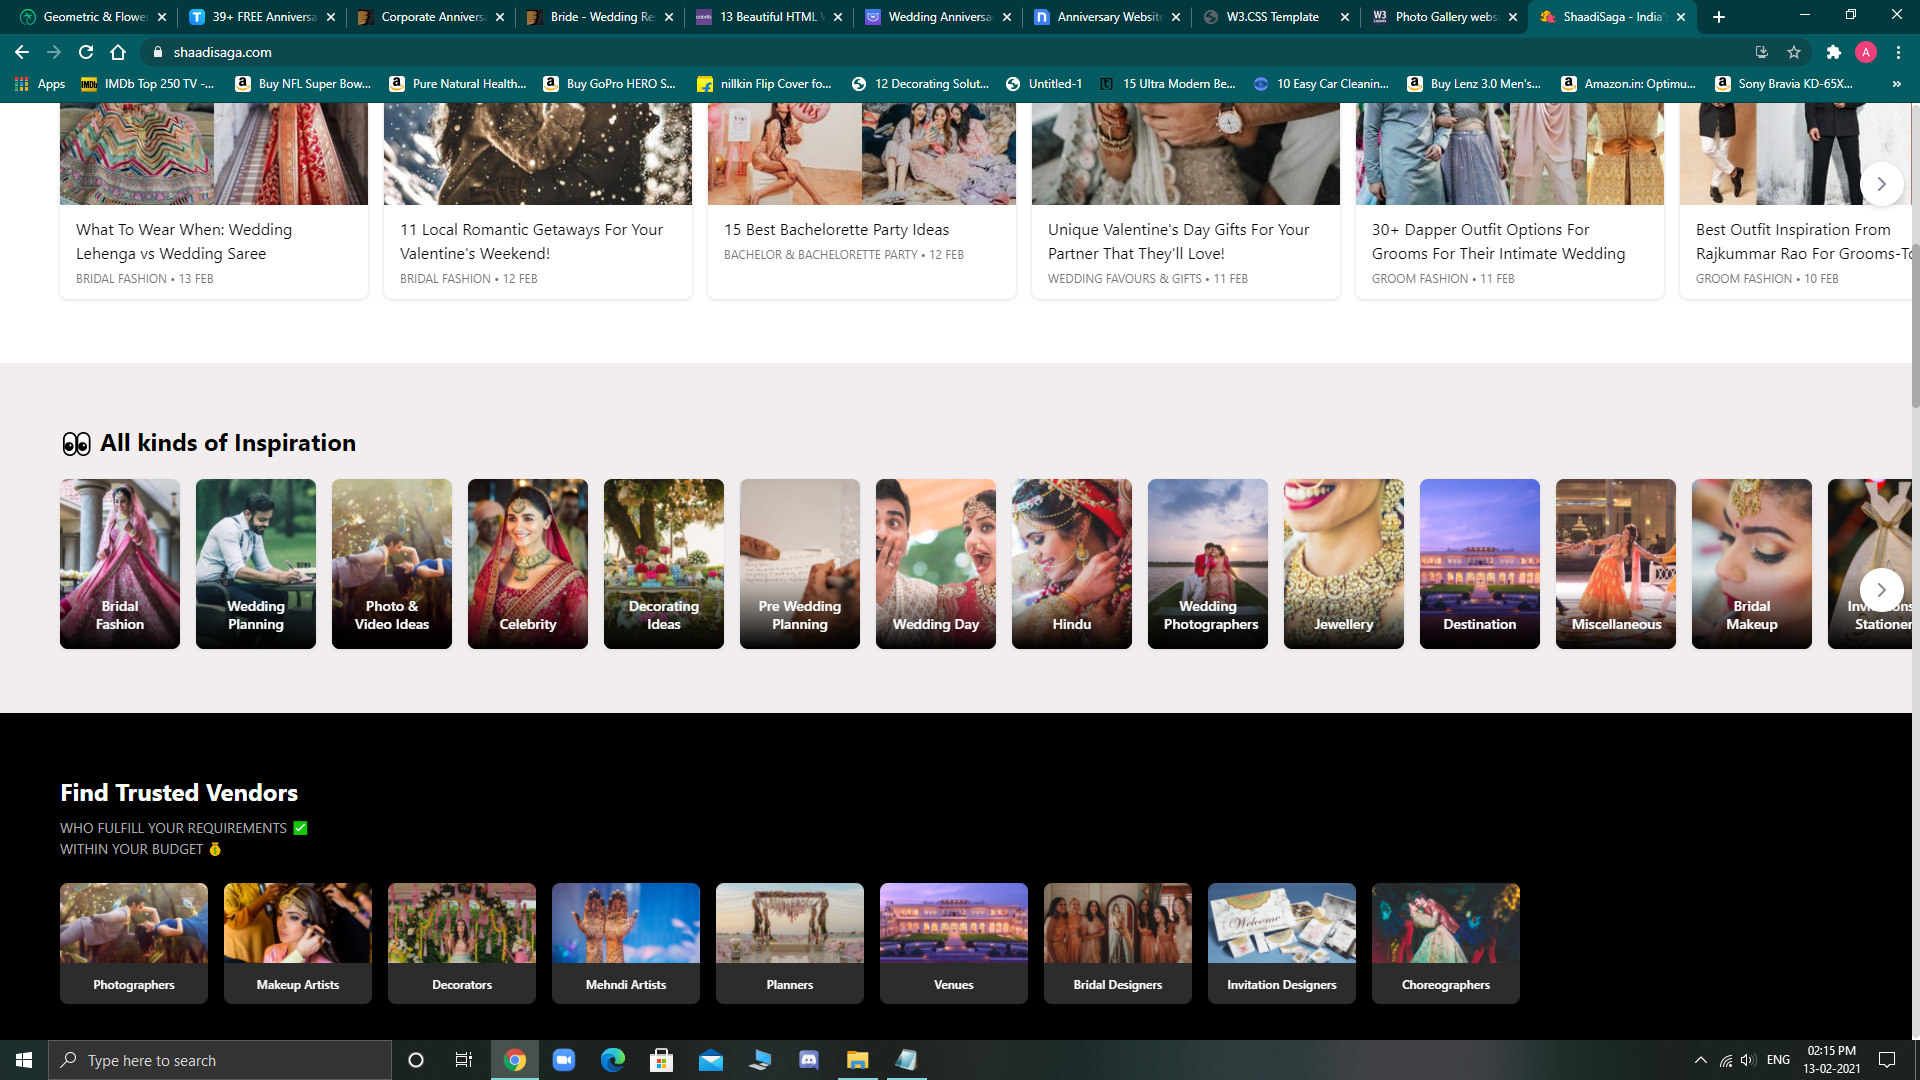 Geometric & Flower
39+ FREE Anniversa
Corporate Annivers
Bride - Wedding Re
13 Beautiful HTML W
Wedding Anniversa
Anniversary Website
W3.CSS Template
Photo Gallery webs
ShaadiSaga - India's
shaadisaga.com
A
Apps
IMDb Top 250 TV -...
Buy NFL Super Bow...
Pure Natural Health...
Buy GoPro HERO S...
nillkin Flip Cover fo...
12 Decorating Solut...
Untitled-1
15 Ultra Modern Be...
10 Easy Car Cleanin...
Buy Lenz 3.0 Men's...
Amazon.in: Optimu...
Sony Bravia KD-65X...
What To Wear When: Wedding
Lehenga vs Wedding Saree
BRIDAL FASHION • 13 FEB
11 Local Romantic Getaways For Your
Valentine's Weekend!
BRIDAL FASHION • 12 FEB
15 Best Bachelorette Party Ideas
BACHELOR & BACHELORETTE PARTY • 12 FEB
Unique Valentine's Day Gifts For Your
Partner That They'll Love!
WEDDING FAVOURS & GIFTS • 11 FEB
30+ Dapper Outfit Options For
Grooms For Their Intimate Wedding
GROOM FASHION • 11 FEB
Best Outfit Inspiration From
Rajkummar Rao For Grooms-To
GROOM FASHION • 10 FEB
👀 All kinds of Inspiration
Bridal
Fashion
Wedding
Planning
Photo &
Video Ideas
Celebrity
Decorating
Ideas
Pre Wedding
Planning
Wedding Day
Hindu
Wedding
Photographers
Jewellery
Destination
Miscellaneous
Bridal
Makeup
Stationer
Find Trusted Vendors
WHO FULFILL YOUR REQUIREMENTS ✅
WITHIN YOUR BUDGET 💰
Welcome
Photographers
Makeup Artists
Decorators
Mehndi Artists
Planners
Venues
Bridal Designers
Invitation Designers
Choreographers
Type here to search
ENG
02:15 PM
13-02-2021